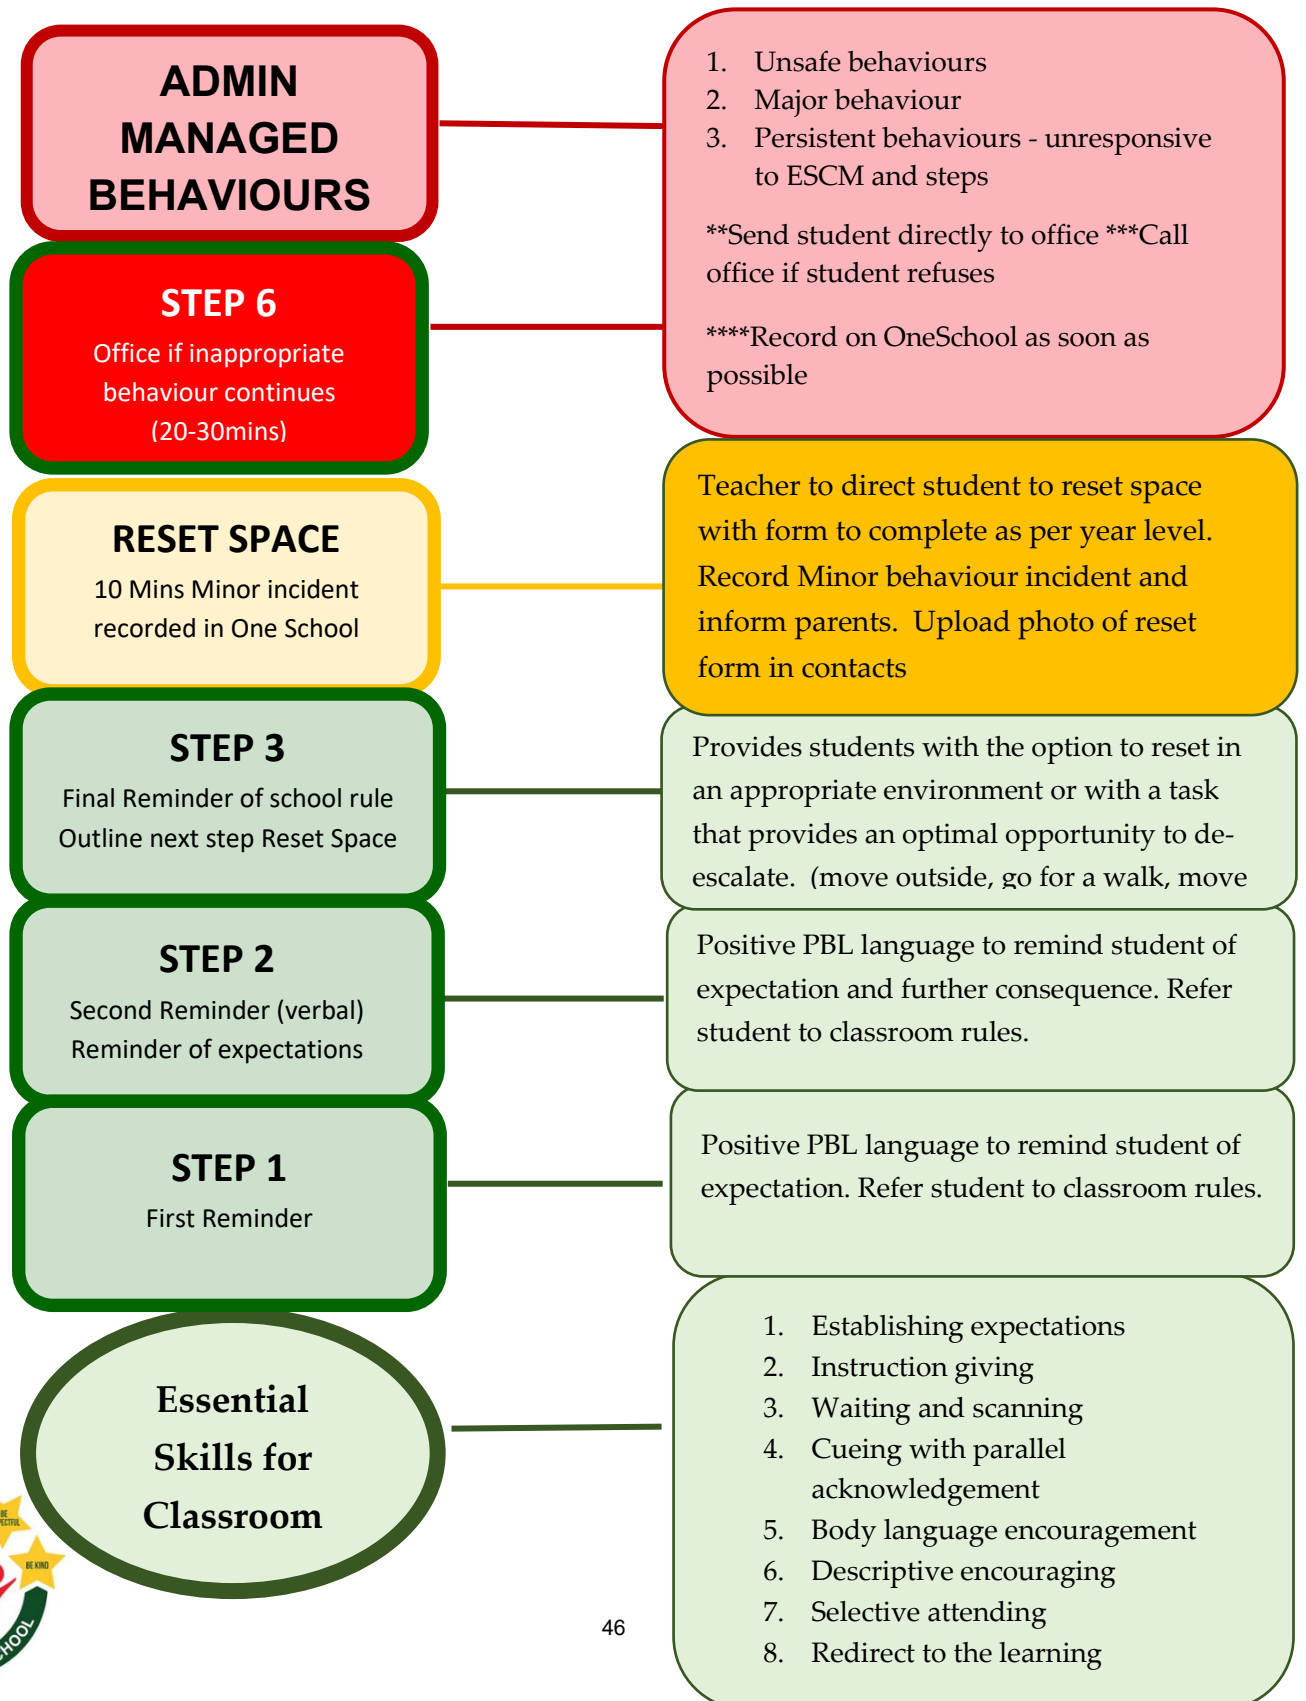 ADMIN
MANAGED
BEHAVIOURS
1. Unsafe behaviours
2. Major behaviour
3. Persistent behaviours - unresponsive
to ESCM and steps
**Send student directly to office ***Call
office if student refuses
****Record on OneSchool as soon as
possible
STEP 6
Office if inappropriate
behaviour continues
(20-30mins)
RESET SPACE
10 Mins Minor incident
recorded in One School
Teacher to direct student to reset space
with form to complete as per year level.
Record Minor behaviour incident and
inform parents. Upload photo of reset
form in contacts
STEP 3
Final Reminder of school rule
Outline next step Reset Space
Provides students with the option to reset in
an appropriate environment or with a task
that provides an optimal opportunity to de-
escalate. (move outside, go for a walk, move
STEP 2
Second Reminder (verbal)
Reminder of expectations
Positive PBL language to remind student of
expectation and further consequence. Refer
student to classroom rules.
STEP 1
First Reminder
Positive PBL language to remind student of
expectation. Refer student to classroom rules.
Essential
Skills for
Classroom
1. Establishing expectations
2. Instruction giving
3. Waiting and scanning
4. Cueing with parallel
acknowledgement
5. Body language encouragement
6. Descriptive encouraging
7. Selective attending
8. Redirect to the learning
BE
BE KIND
46